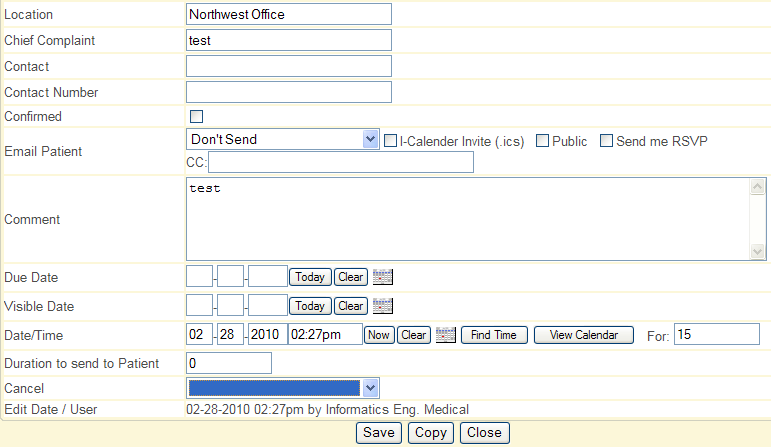 Location Northwest Office
Chief Complaint test
Contact
Contact Number
Confirmed
Email Patient Don't Send I-Calender Invite (.ics) Public Send me RSVP
CC:
Comment test
Due Date - - Today Clear
Visible Date - - Today Clear
Date/Time 02 - 28 - 2010 02:27pm Now Clear Find Time View Calendar For: 15
Duration to send to Patient 0
Cancel
Edit Date / User 02-28-2010 02:27pm by Informatics Eng. Medical
Save Copy Close